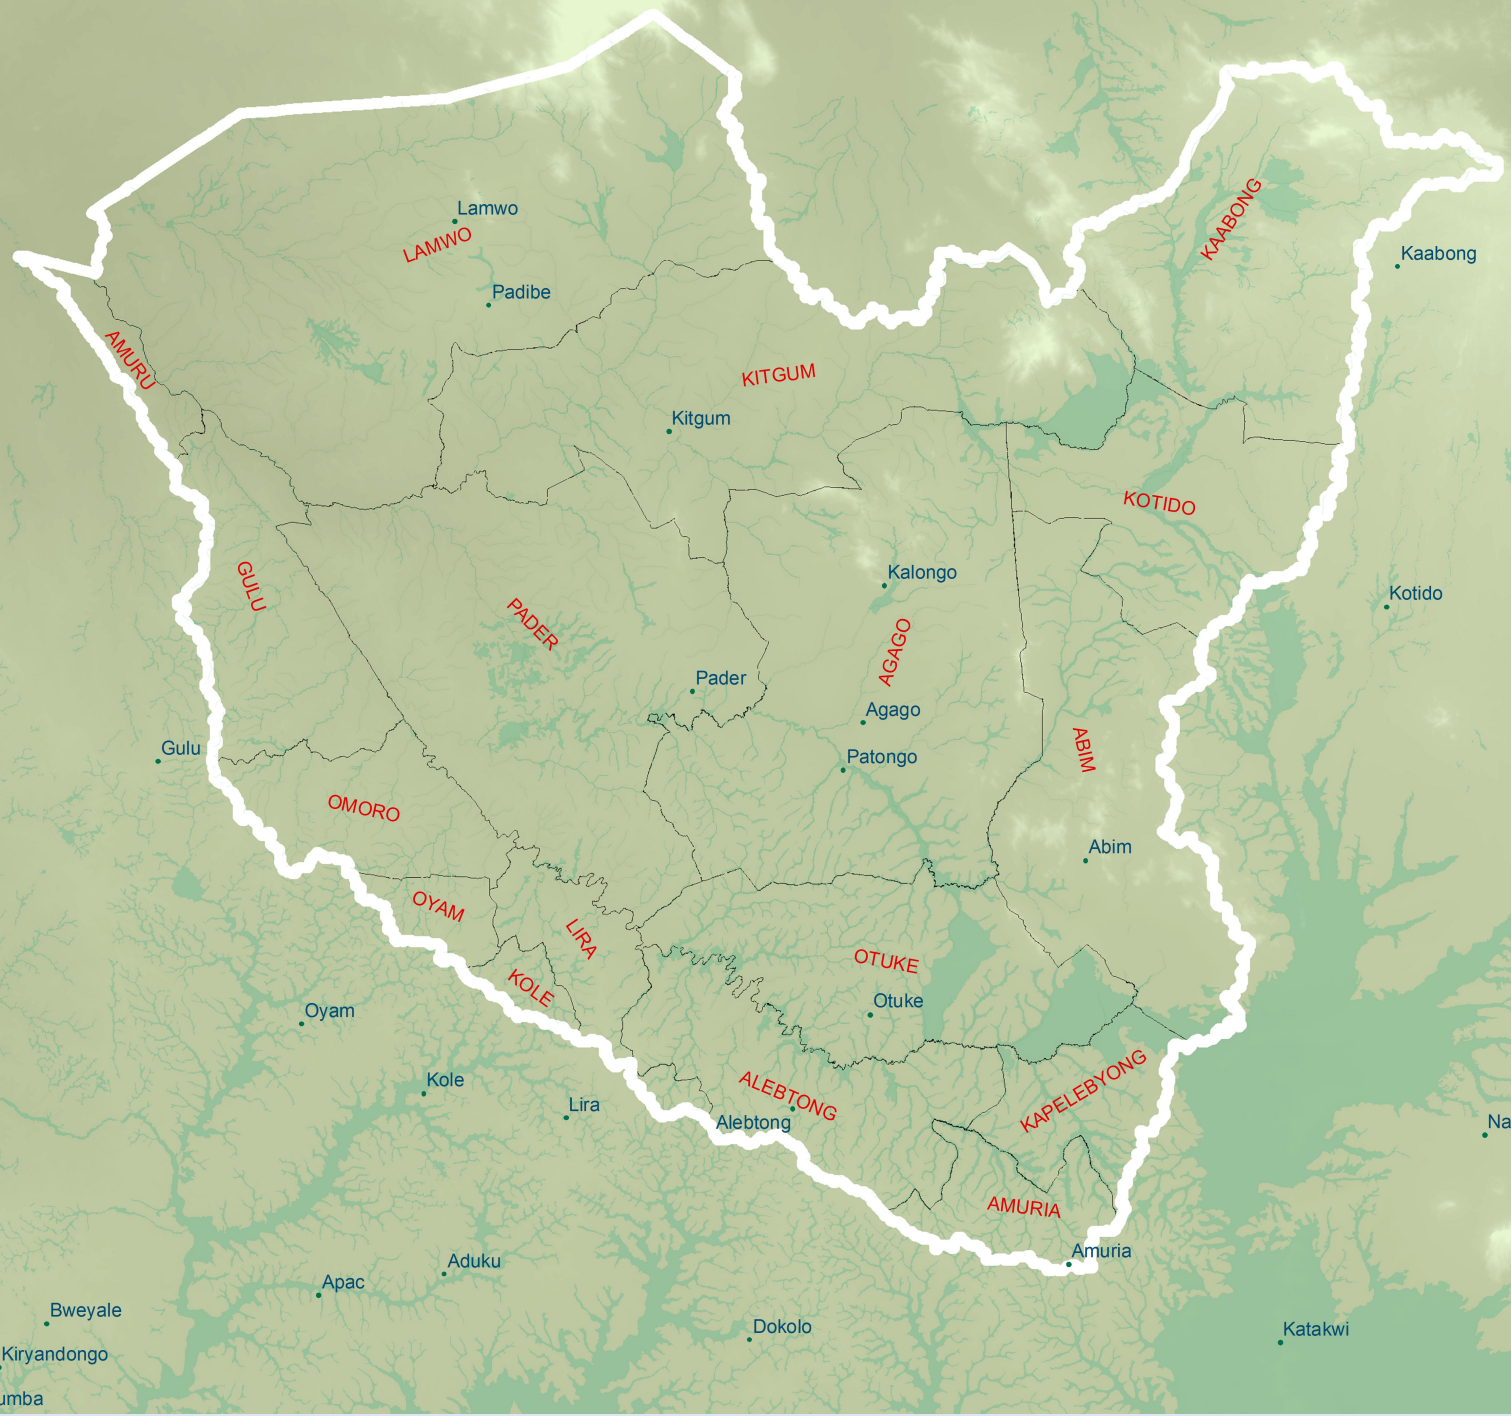 KAABONG
Lamwo
LAMWO
Kaabong
Padibe
AMURU
KITGUM
Kitgum
KOTIDO
Kalongo
GULU
Kotido
PADER
AGAGO
Pader
Agago
Gulu
ABIM
Patongo
OMORO
Abim
OYAM
LIRA
OTUKE
KOLE
Otuke
Oyam
Kole
ALEBTONG
KAPELEBYONG
Lira
Alebtong
Na
AMURIA
Amuria
Aduku
Apac
Bweyale
Dokolo
Katakwi
Kiryandongo
umba